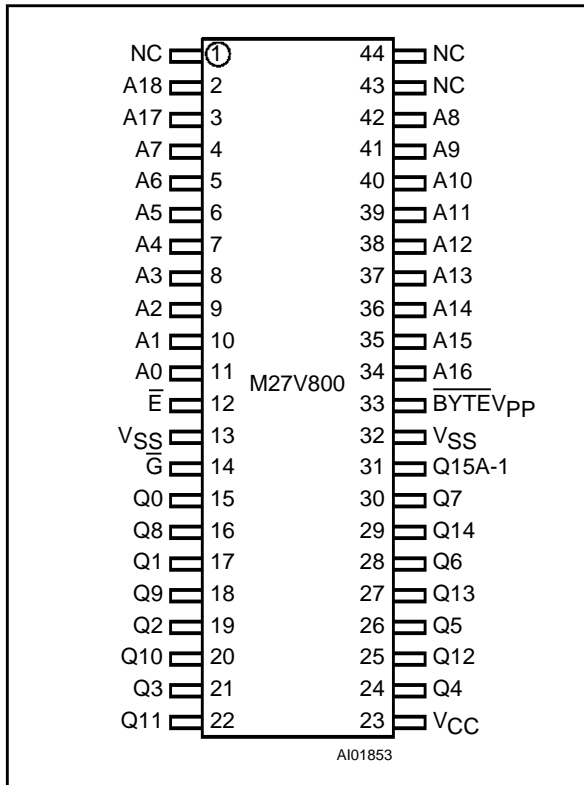 NC 1 44 NC
A18 2 43 NC
A17 3 42 A8
A7 4 41 A9
A6 5 40 A10
A5 6 39 A11
A4 7 38 A12
A3 8 37 A13
A2 9 36 A14
A1 10 35 A15
A0 11 34 A16
M27V800
E̅ 12 33 B̅Y̅T̅E̅VPP
VSS 13 32 VSS
G̅ 14 31 Q15A-1
Q0 15 30 Q7
Q8 16 29 Q14
Q1 17 28 Q6
Q9 18 27 Q13
Q2 19 26 Q5
Q10 20 25 Q12
Q3 21 24 Q4
Q11 22 23 VCC
AI01853